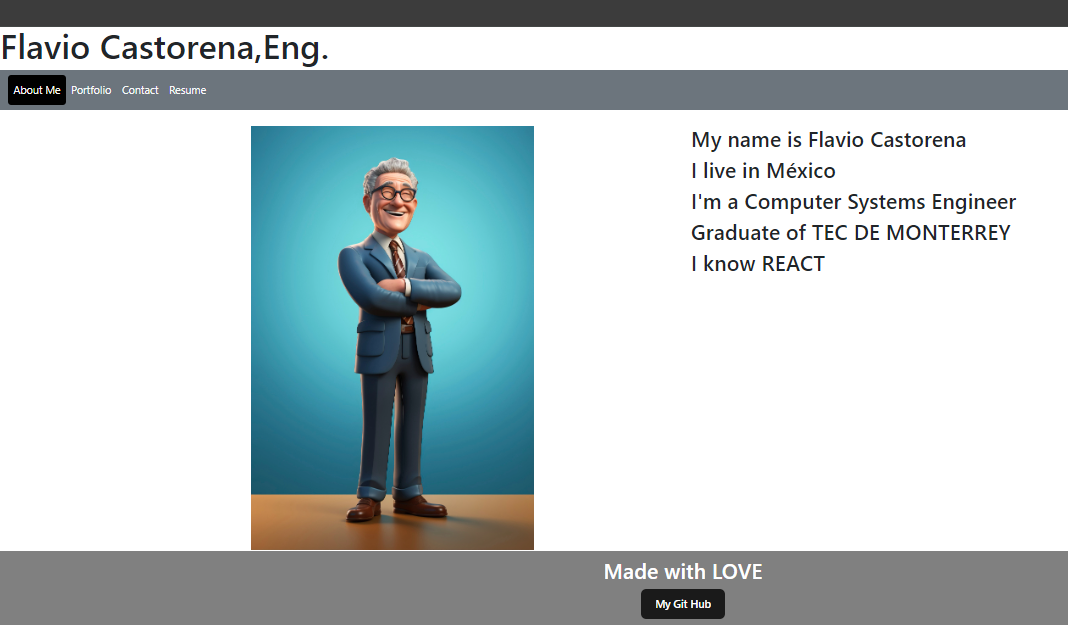 Flavio Castorena,Eng.
About Me Portfolio Contact Resume
My name is Flavio Castorena
I live in México
I'm a Computer Systems Engineer
Graduate of TEC DE MONTERREY
I know REACT
Made with LOVE
My Git Hub